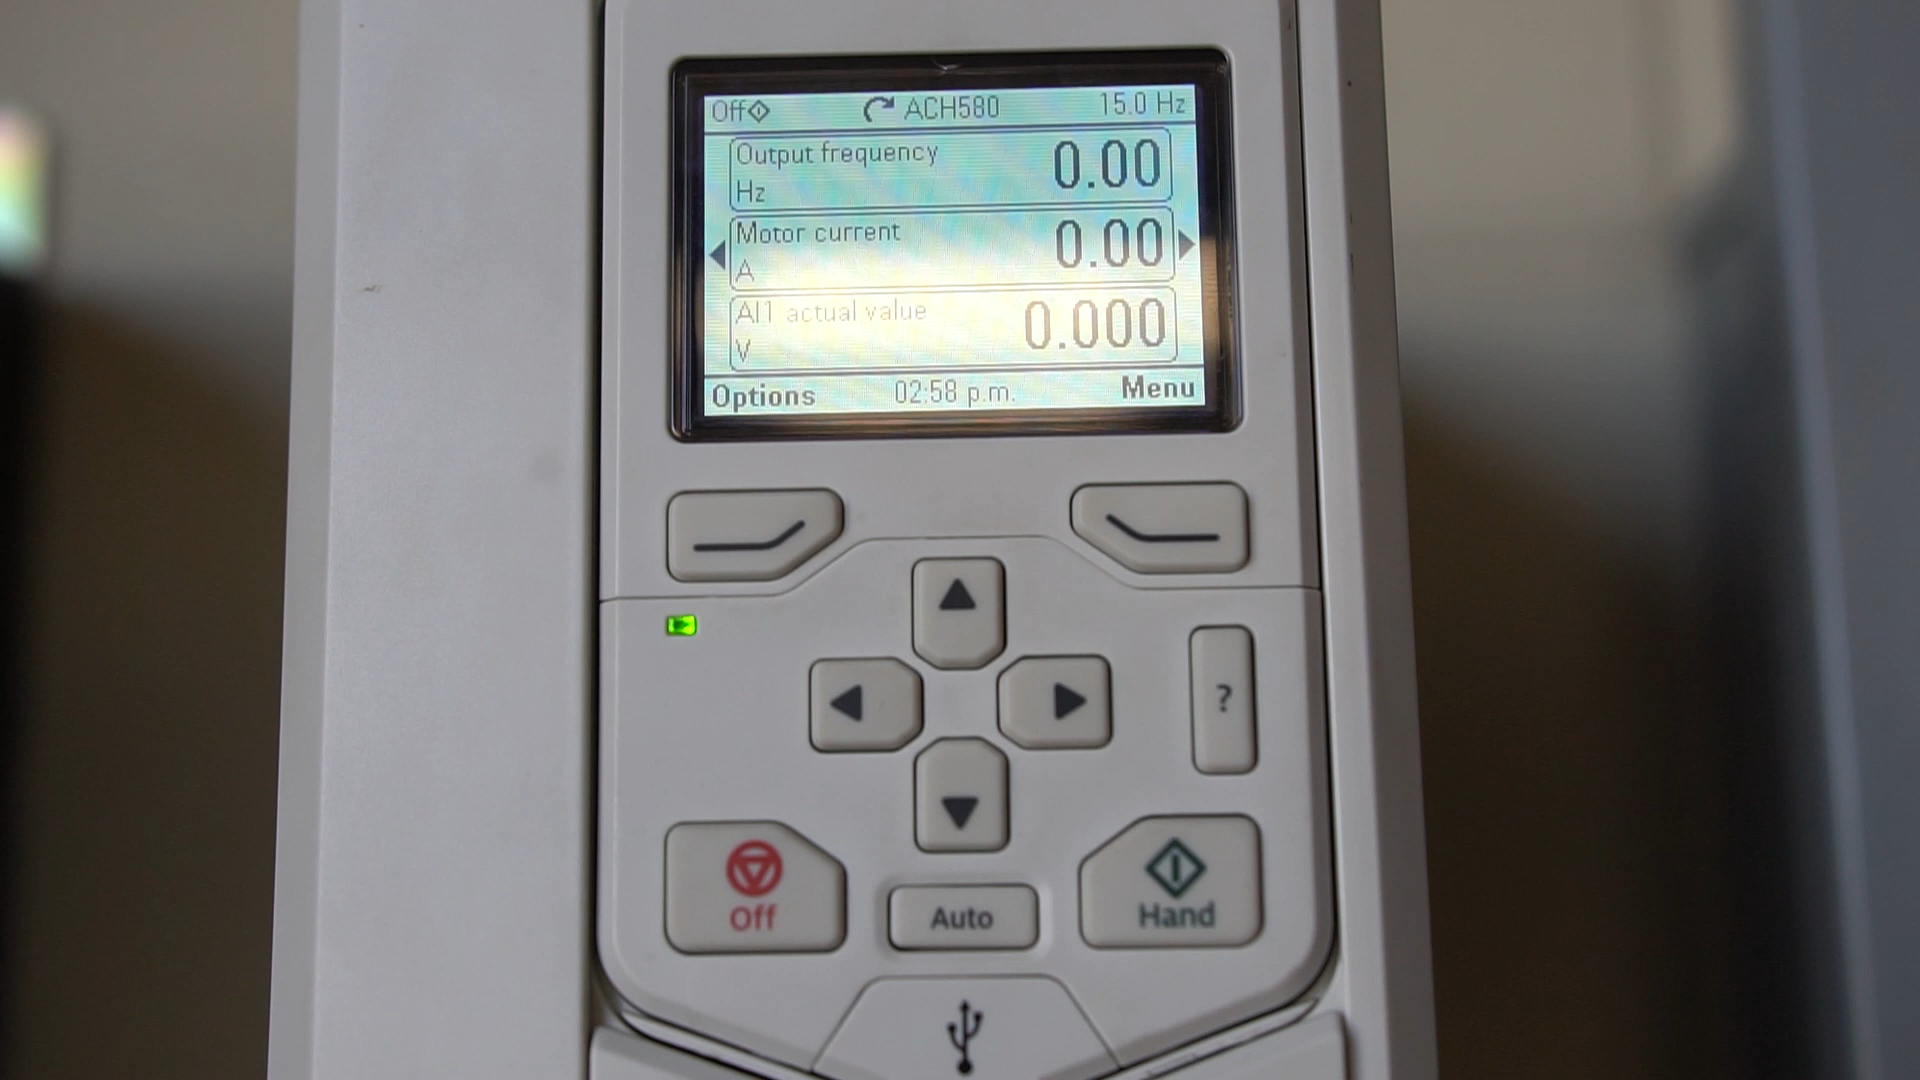 Off ACH580 15.0 Hz
Output frequency 0.00
Hz
Motor current 0.00
A
AI1 actual value 0.000
V
Options 02:58 p.m. Menu
?
Off Auto Hand